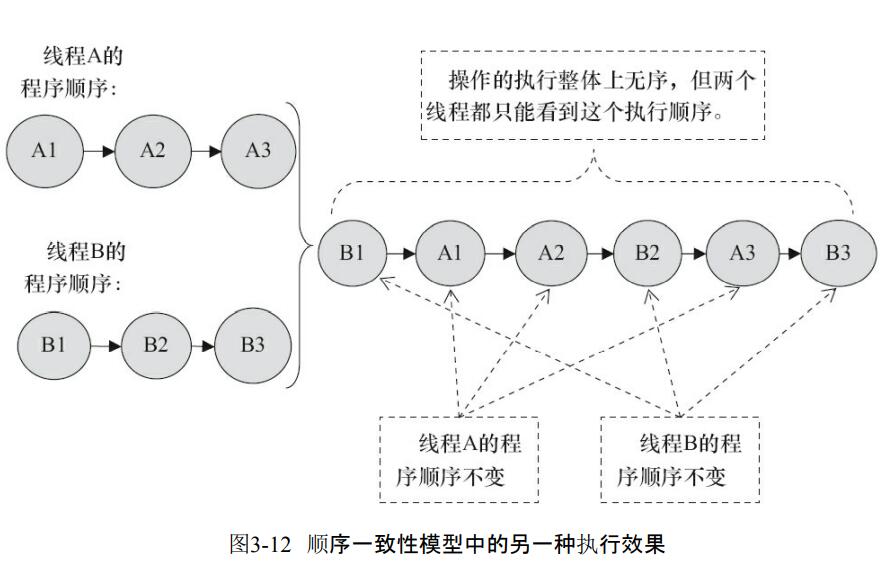 线程A的
程序顺序：
A1 A2 A3
线程B的
程序顺序：
B1 B2 B3
操作的执行整体上无序，但两个
线程都只能看到这个执行顺序。
B1 A1 A2 B2 A3 B3
线程A的程
序顺序不变
线程B的程
序顺序不变
图3-12 顺序一致性模型中的另一种执行效果